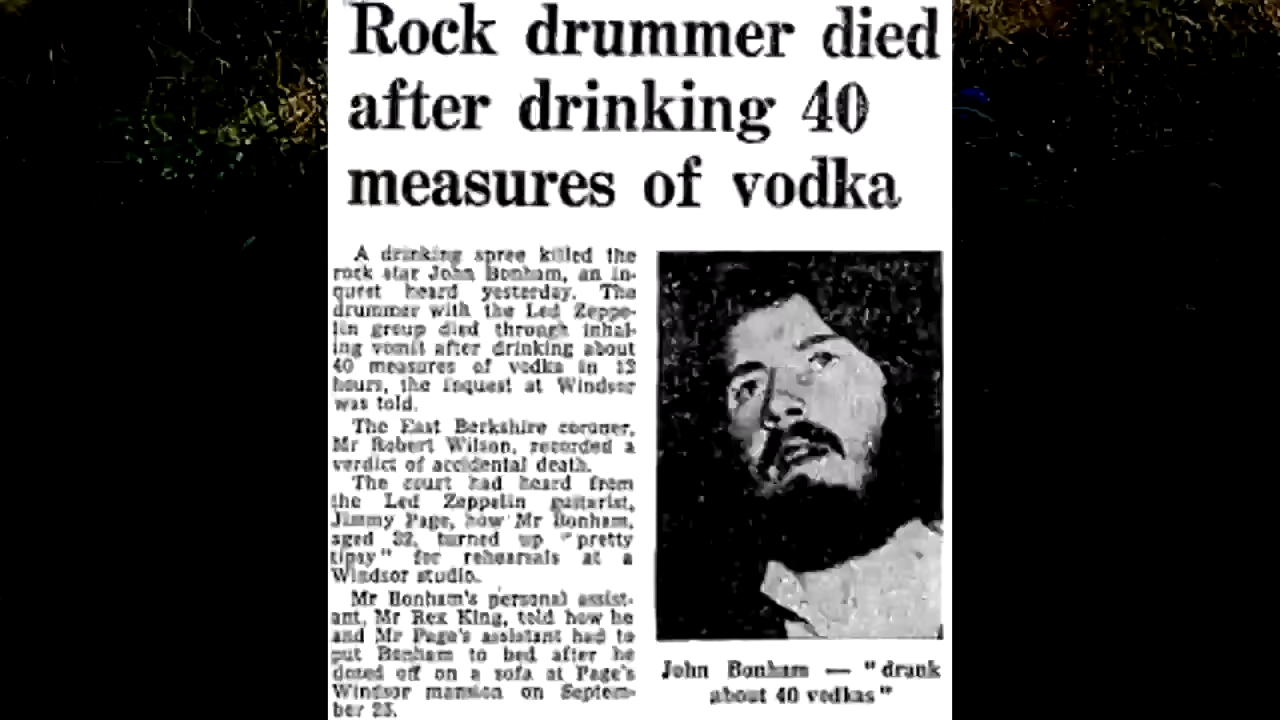 Rock drummer died
after drinking 40
measures of vodka
A drinking spree killed the
rock star John Bonham, an in-
quest heard yesterday. The
drummer with the Led Zeppe-
lin group died through inhal-
ing vomit after drinking about
40 measures of vodka in 12
hours, the inquest at Windsor
was told.
The East Berkshire coroner,
Mr Robert Wilson, recorded a
verdict of accidental death.
The court had heard from
the Led Zeppelin guitarist,
Jimmy Page, how Mr Bonham,
aged 32, turned up "pretty
tipsy" for rehearsals at a
Windsor studio.
Mr Bonham's personal assist-
ant, Mr Rex King, told how he
and Mr Page's assistant had to
put Bonham to bed after he
dozed off on a sofa at Page's
Windsor mansion on Septem-
ber 25.
John Bonham — "drank
about 40 vodkas"